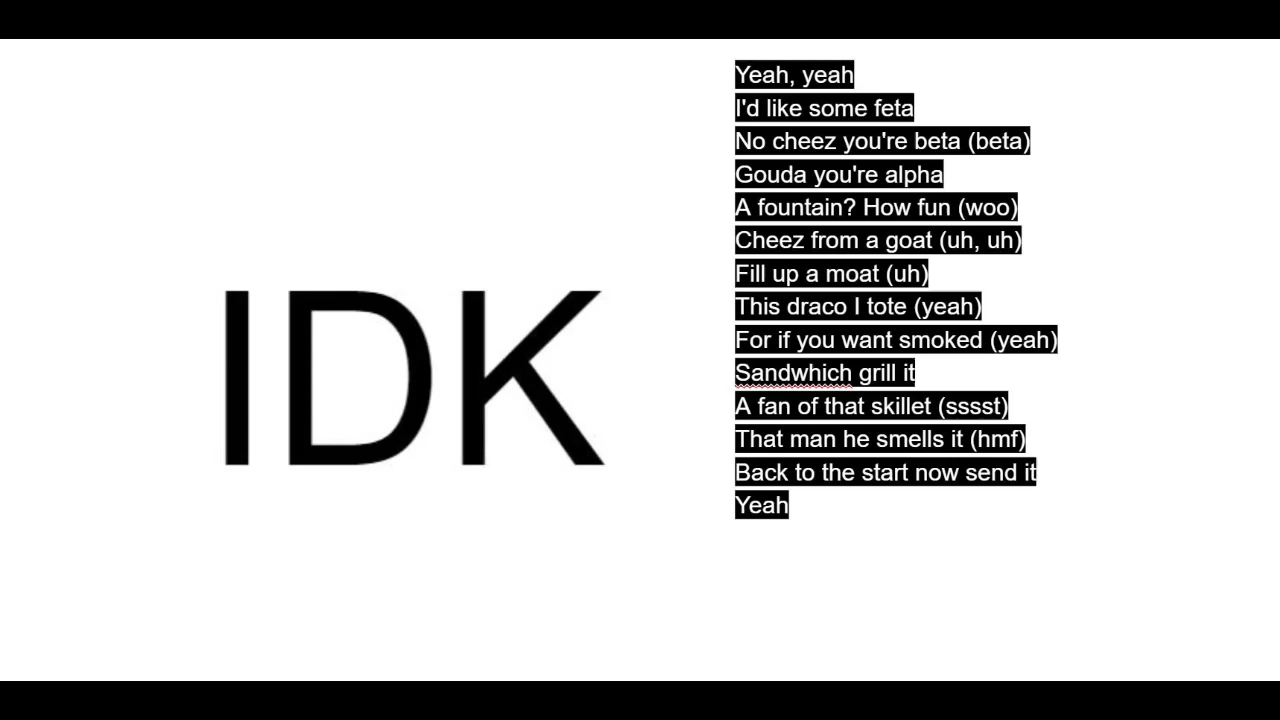 IDK
Yeah, yeah
I'd like some feta
No cheez you're beta (beta)
Gouda you're alpha
A fountain? How fun (woo)
Cheez from a goat (uh, uh)
Fill up a moat (uh)
This draco I tote (yeah)
For if you want smoked (yeah)
Sandwhich grill it
A fan of that skillet (sssst)
That man he smells it (hmf)
Back to the start now send it
Yeah